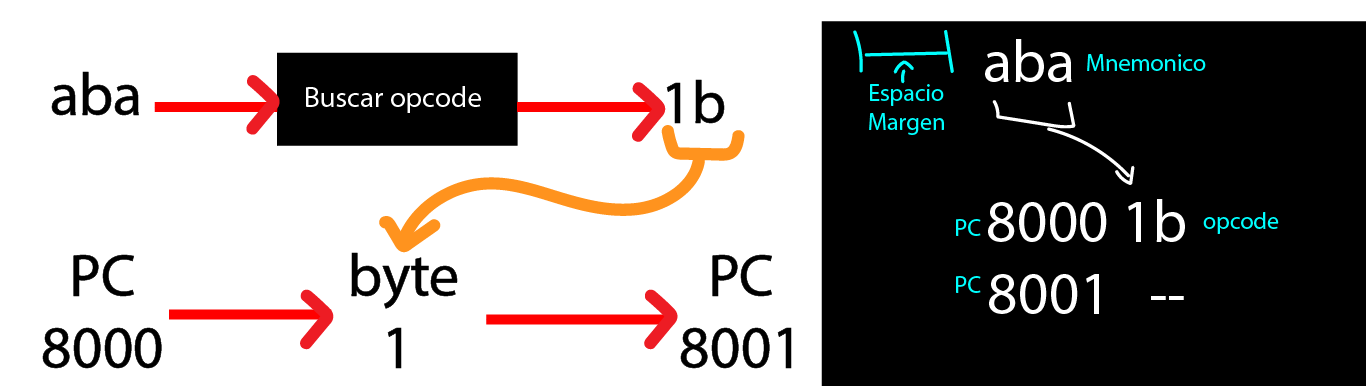 aba
Buscar opcode
1b
PC
8000
byte
1
PC
8001
Espacio
Margen
aba Mnemonico
PC 8000 1b opcode
PC 8001 --